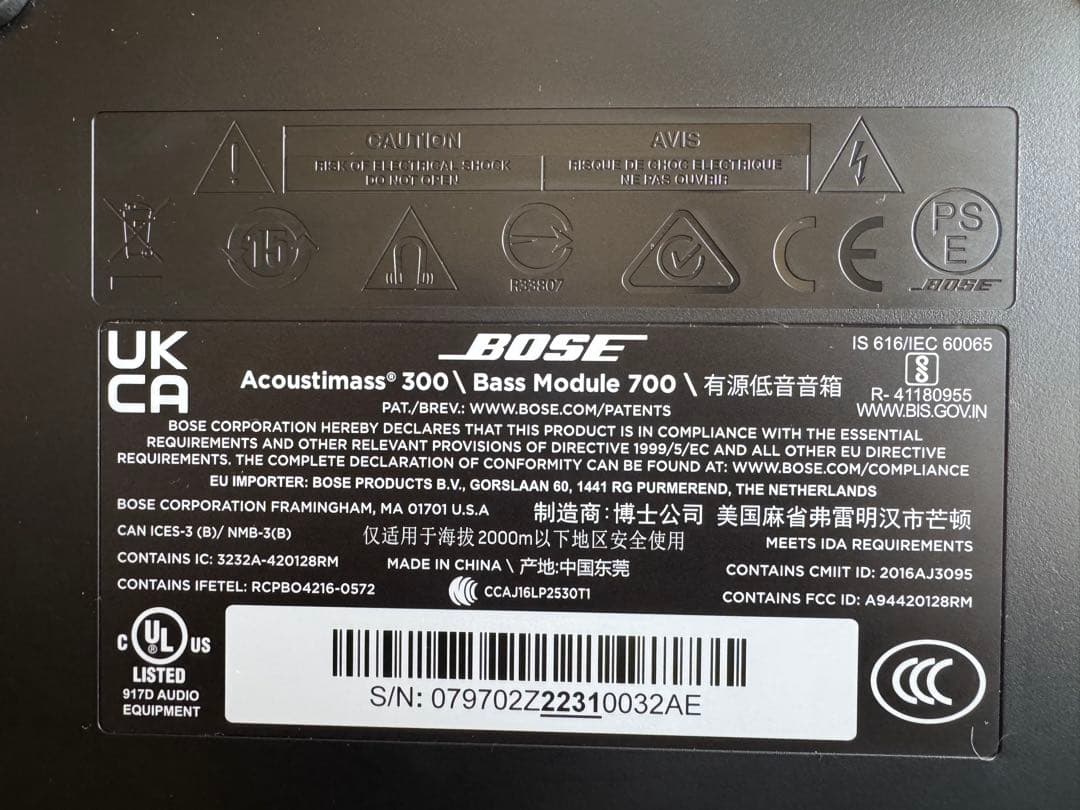 CAUTION
RISK OF ELECTRICAL SHOCK
DO NOT OPEN
AVIS
RISQUE DE CHOC ELECTRIQUE
NE PAS OUVRIR
15
R33807
CE
PS
E
BOSE
UK
CA
BOSE
Acoustimass® 300 \ Bass Module 700 \ 有源低音音箱
PAT./BREV.: WWW.BOSE.COM/PATENTS
IS 616/IEC 60065
R- 41180955
WWW.BIS.GOV.IN
BOSE CORPORATION HEREBY DECLARES THAT THIS PRODUCT IS IN COMPLIANCE WITH THE ESSENTIAL
REQUIREMENTS AND OTHER RELEVANT PROVISIONS OF DIRECTIVE 1999/5/EC AND ALL OTHER EU DIRECTIVE
REQUIREMENTS. THE COMPLETE DECLARATION OF CONFORMITY CAN BE FOUND AT: WWW.BOSE.COM/COMPLIANCE
EU IMPORTER: BOSE PRODUCTS B.V., GORSLAAN 60, 1441 RG PURMEREND, THE NETHERLANDS
BOSE CORPORATION FRAMINGHAM, MA 01701 U.S.A
制造商:博士公司 美国麻省弗雷明汉市芒顿
CAN ICES-3 (B)/ NMB-3(B)
仅适用于海拔2000m以下地区安全使用
MEETS IDA REQUIREMENTS
CONTAINS IC: 3232A-420128RM
MADE IN CHINA \ 产地:中国东莞
CONTAINS CMIIT ID: 2016AJ3095
CONTAINS IFETEL: RCPBO4216-0572
CCAJ16LP2530T1
CONTAINS FCC ID: A94420128RM
C UL ® US
LISTED
917D AUDIO
EQUIPMENT
S/N: 079702Z22310032AE
CCC